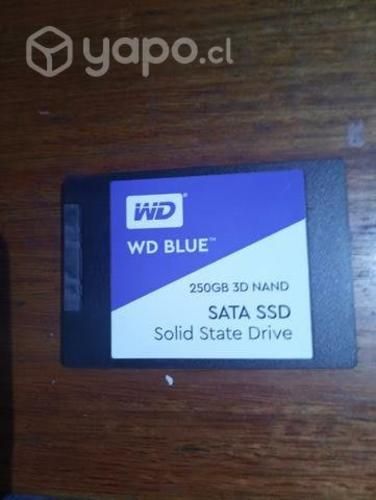 yapo.cl
WD
WD BLUE™
250GB 3D NAND
SATA SSD
Solid State Drive